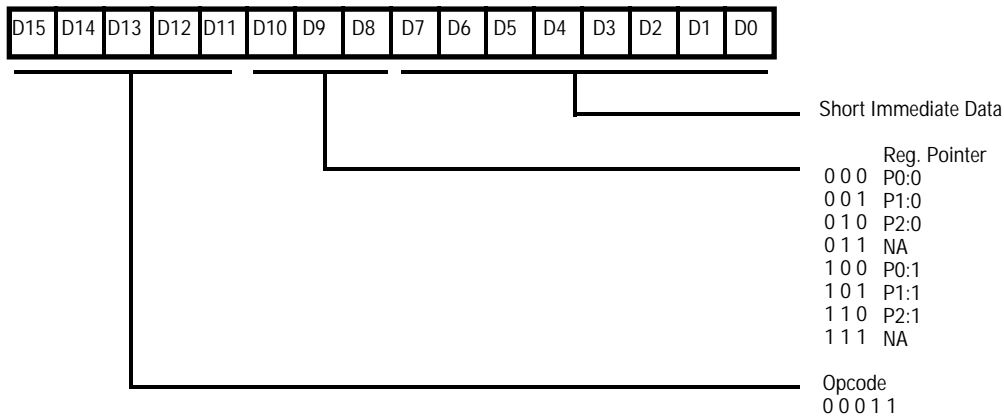 D15 D14 D13 D12 D11 D10 D9 D8 D7 D6 D5 D4 D3 D2 D1 D0
Short Immediate Data
Reg. Pointer
0 0 0 P0:0
0 0 1 P1:0
0 1 0 P2:0
0 1 1 NA
1 0 0 P0:1
1 0 1 P1:1
1 1 0 P2:1
1 1 1 NA
Opcode
0 0 0 1 1